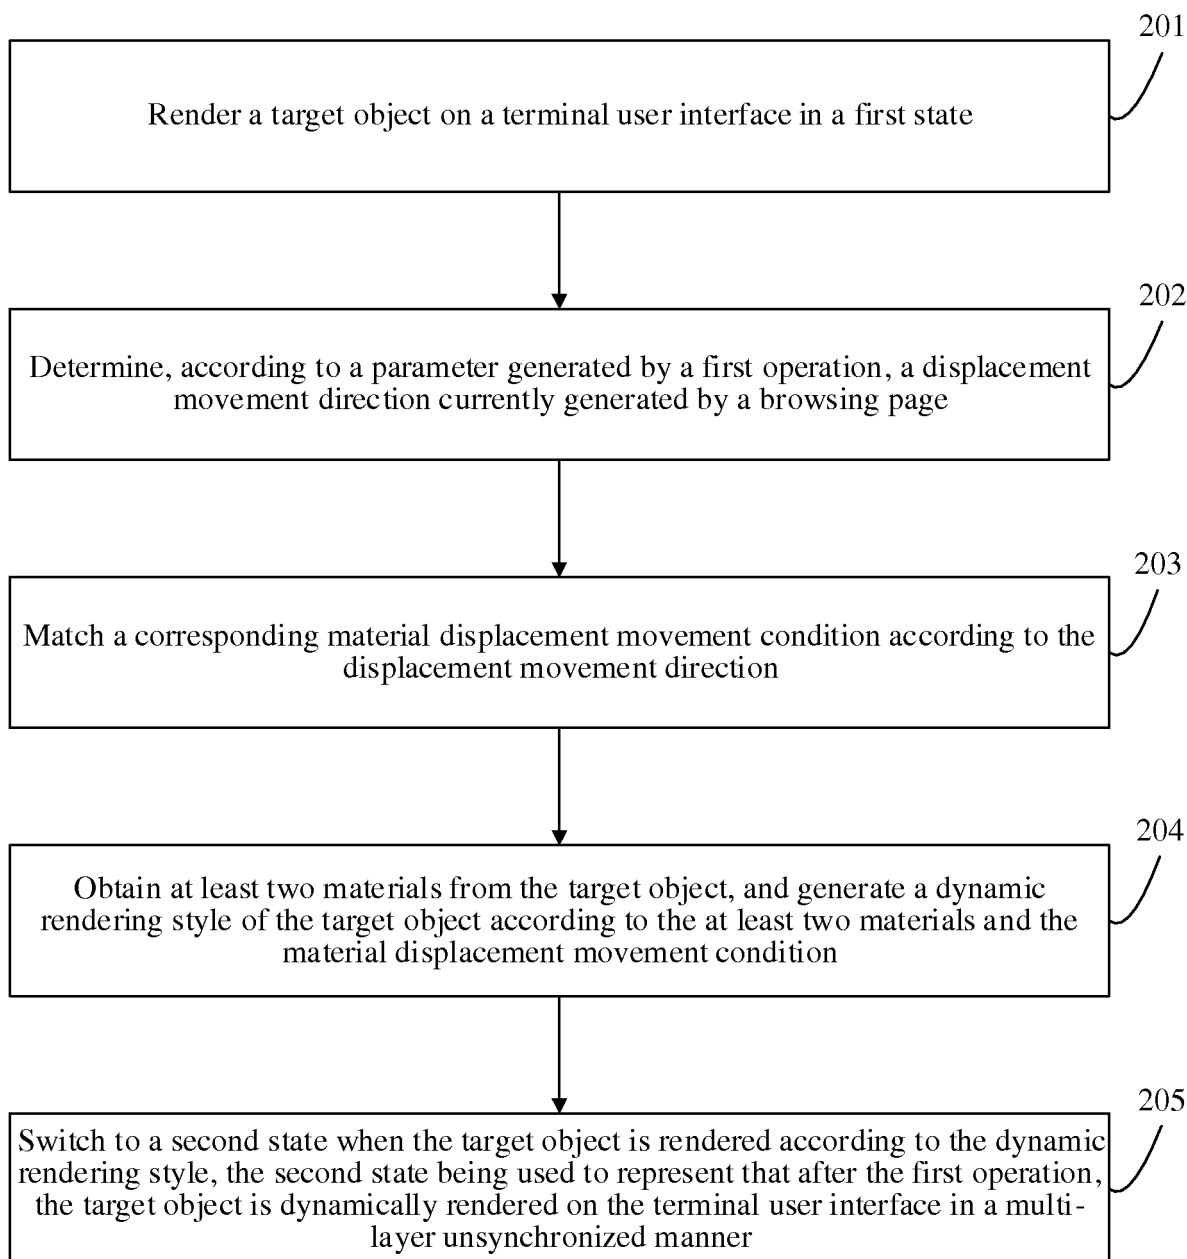 201
Render a target object on a terminal user interface in a first state
202
Determine, according to a parameter generated by a first operation, a displacement
movement direction currently generated by a browsing page
203
Match a corresponding material displacement movement condition according to the
displacement movement direction
204
Obtain at least two materials from the target object, and generate a dynamic
rendering style of the target object according to the at least two materials and the
material displacement movement condition
205
Switch to a second state when the target object is rendered according to the dynamic
rendering style, the second state being used to represent that after the first operation,
the target object is dynamically rendered on the terminal user interface in a multi-
layer unsynchronized manner